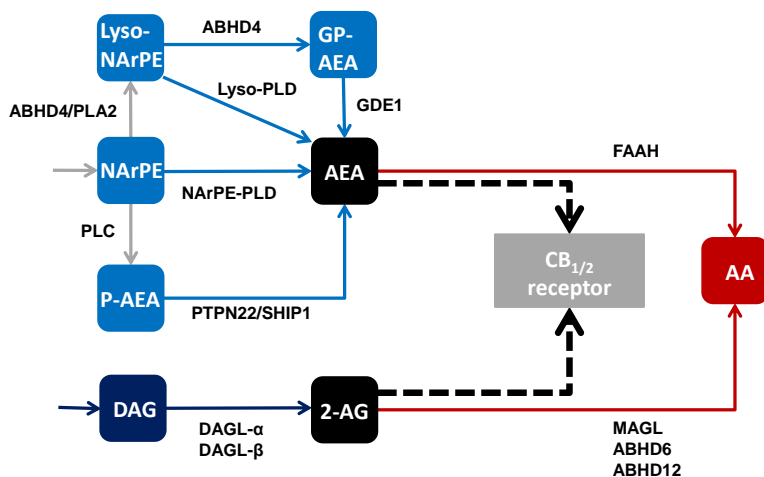 Lyso-
NArPE
ABHD4
GP-
AEA
Lyso-PLD
GDE1
ABHD4/PLA2
NArPE
NArPE-PLD
AEA
FAAH
PLC
CB1/2
receptor
AA
P-AEA
PTPN22/SHIP1
DAG
DAGL-α
DAGL-β
2-AG
MAGL
ABHD6
ABHD12